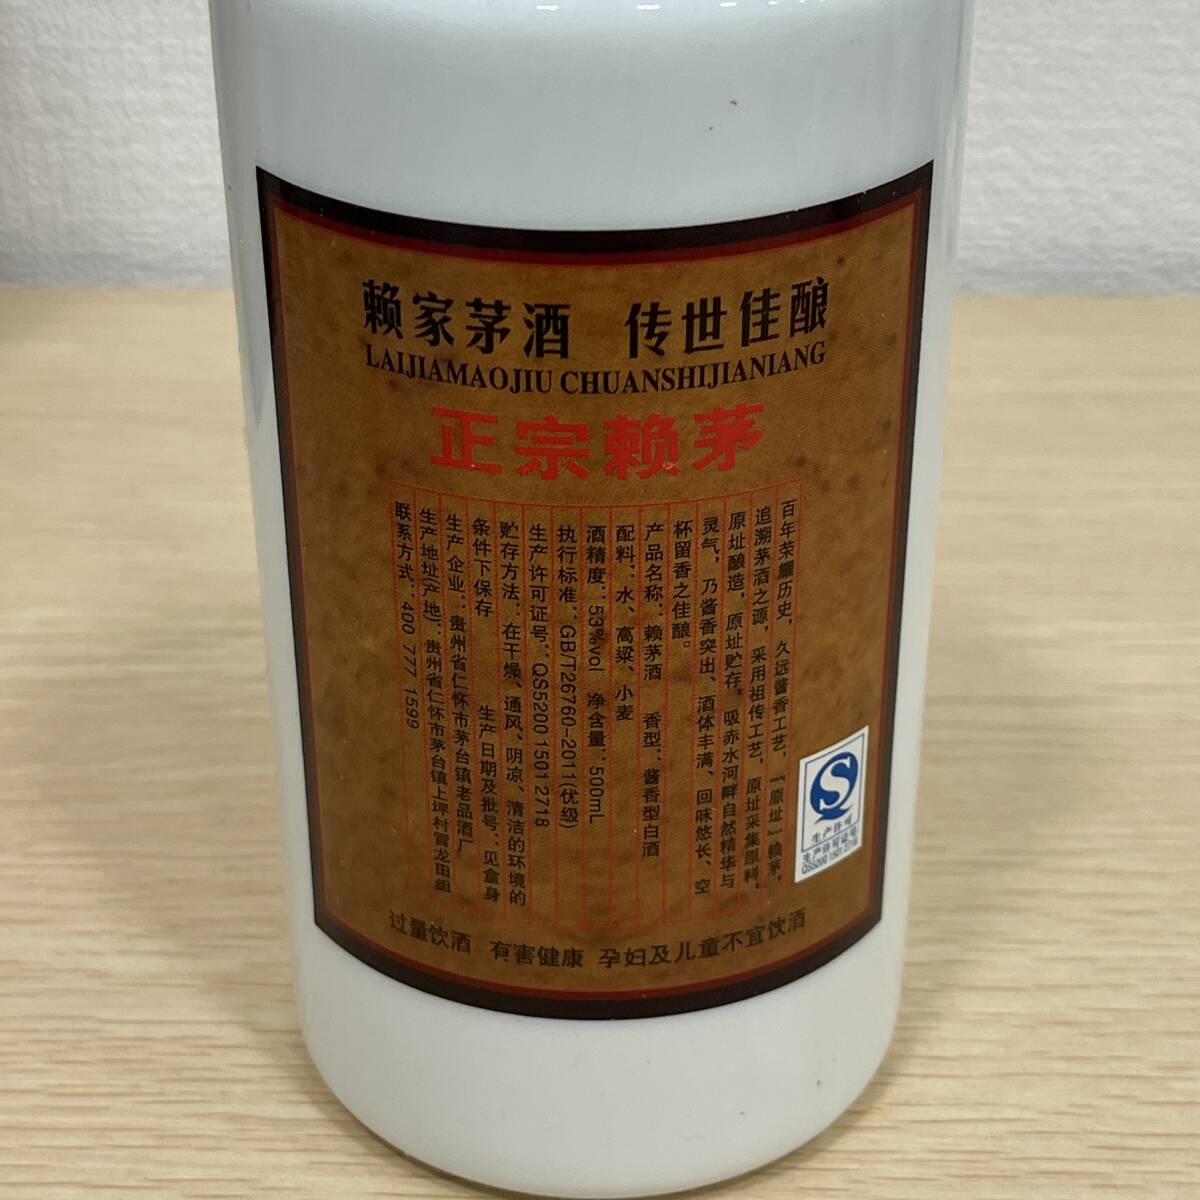 赖家茅酒 传世佳酿
LAIJIAMAOJIU CHUANSHIJIANIANG
正宗赖茅
百年荣耀历史，久远酱香工艺，『原址』赖茅，
追溯茅酒之源，采用祖传工艺，原址采集原料，
原址酿造，原址贮存，吸赤水河畔自然精华与
灵气，乃酱香突出、酒体丰满、回味悠长、空
杯留香之佳酿。
产品名称：赖茅酒 香型：酱香型白酒
配料：水、高粱、小麦
酒精度：53%vol 净含量：500mL
执行标准：GB/T26760-2011(优级)
生产许可证号：QS5200 1501 2718
贮存方法：在干燥、通风、阴凉、清洁的环境的
条件下保存 生产日期及批号：见盒身
生产企业：贵州省仁怀市茅台镇老品酒厂
生产地址(产地)：贵州省仁怀市茅台镇上坪村冒龙田组
联系方式：400 777 1599
生产许可
生产许可证号
QS5200 1501 2718
过量饮酒 有害健康 孕妇及儿童不宜饮酒